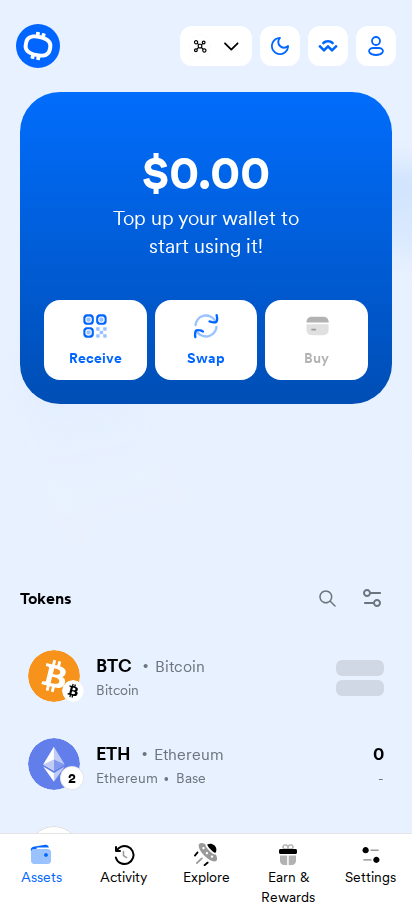 $0.00
Top up your wallet to
start using it!
Receive
Swap
Buy
Tokens
BTC • Bitcoin
Bitcoin
ETH • Ethereum
0
2
Ethereum • Base
-
Assets
Activity
Explore
Earn &
Rewards
Settings